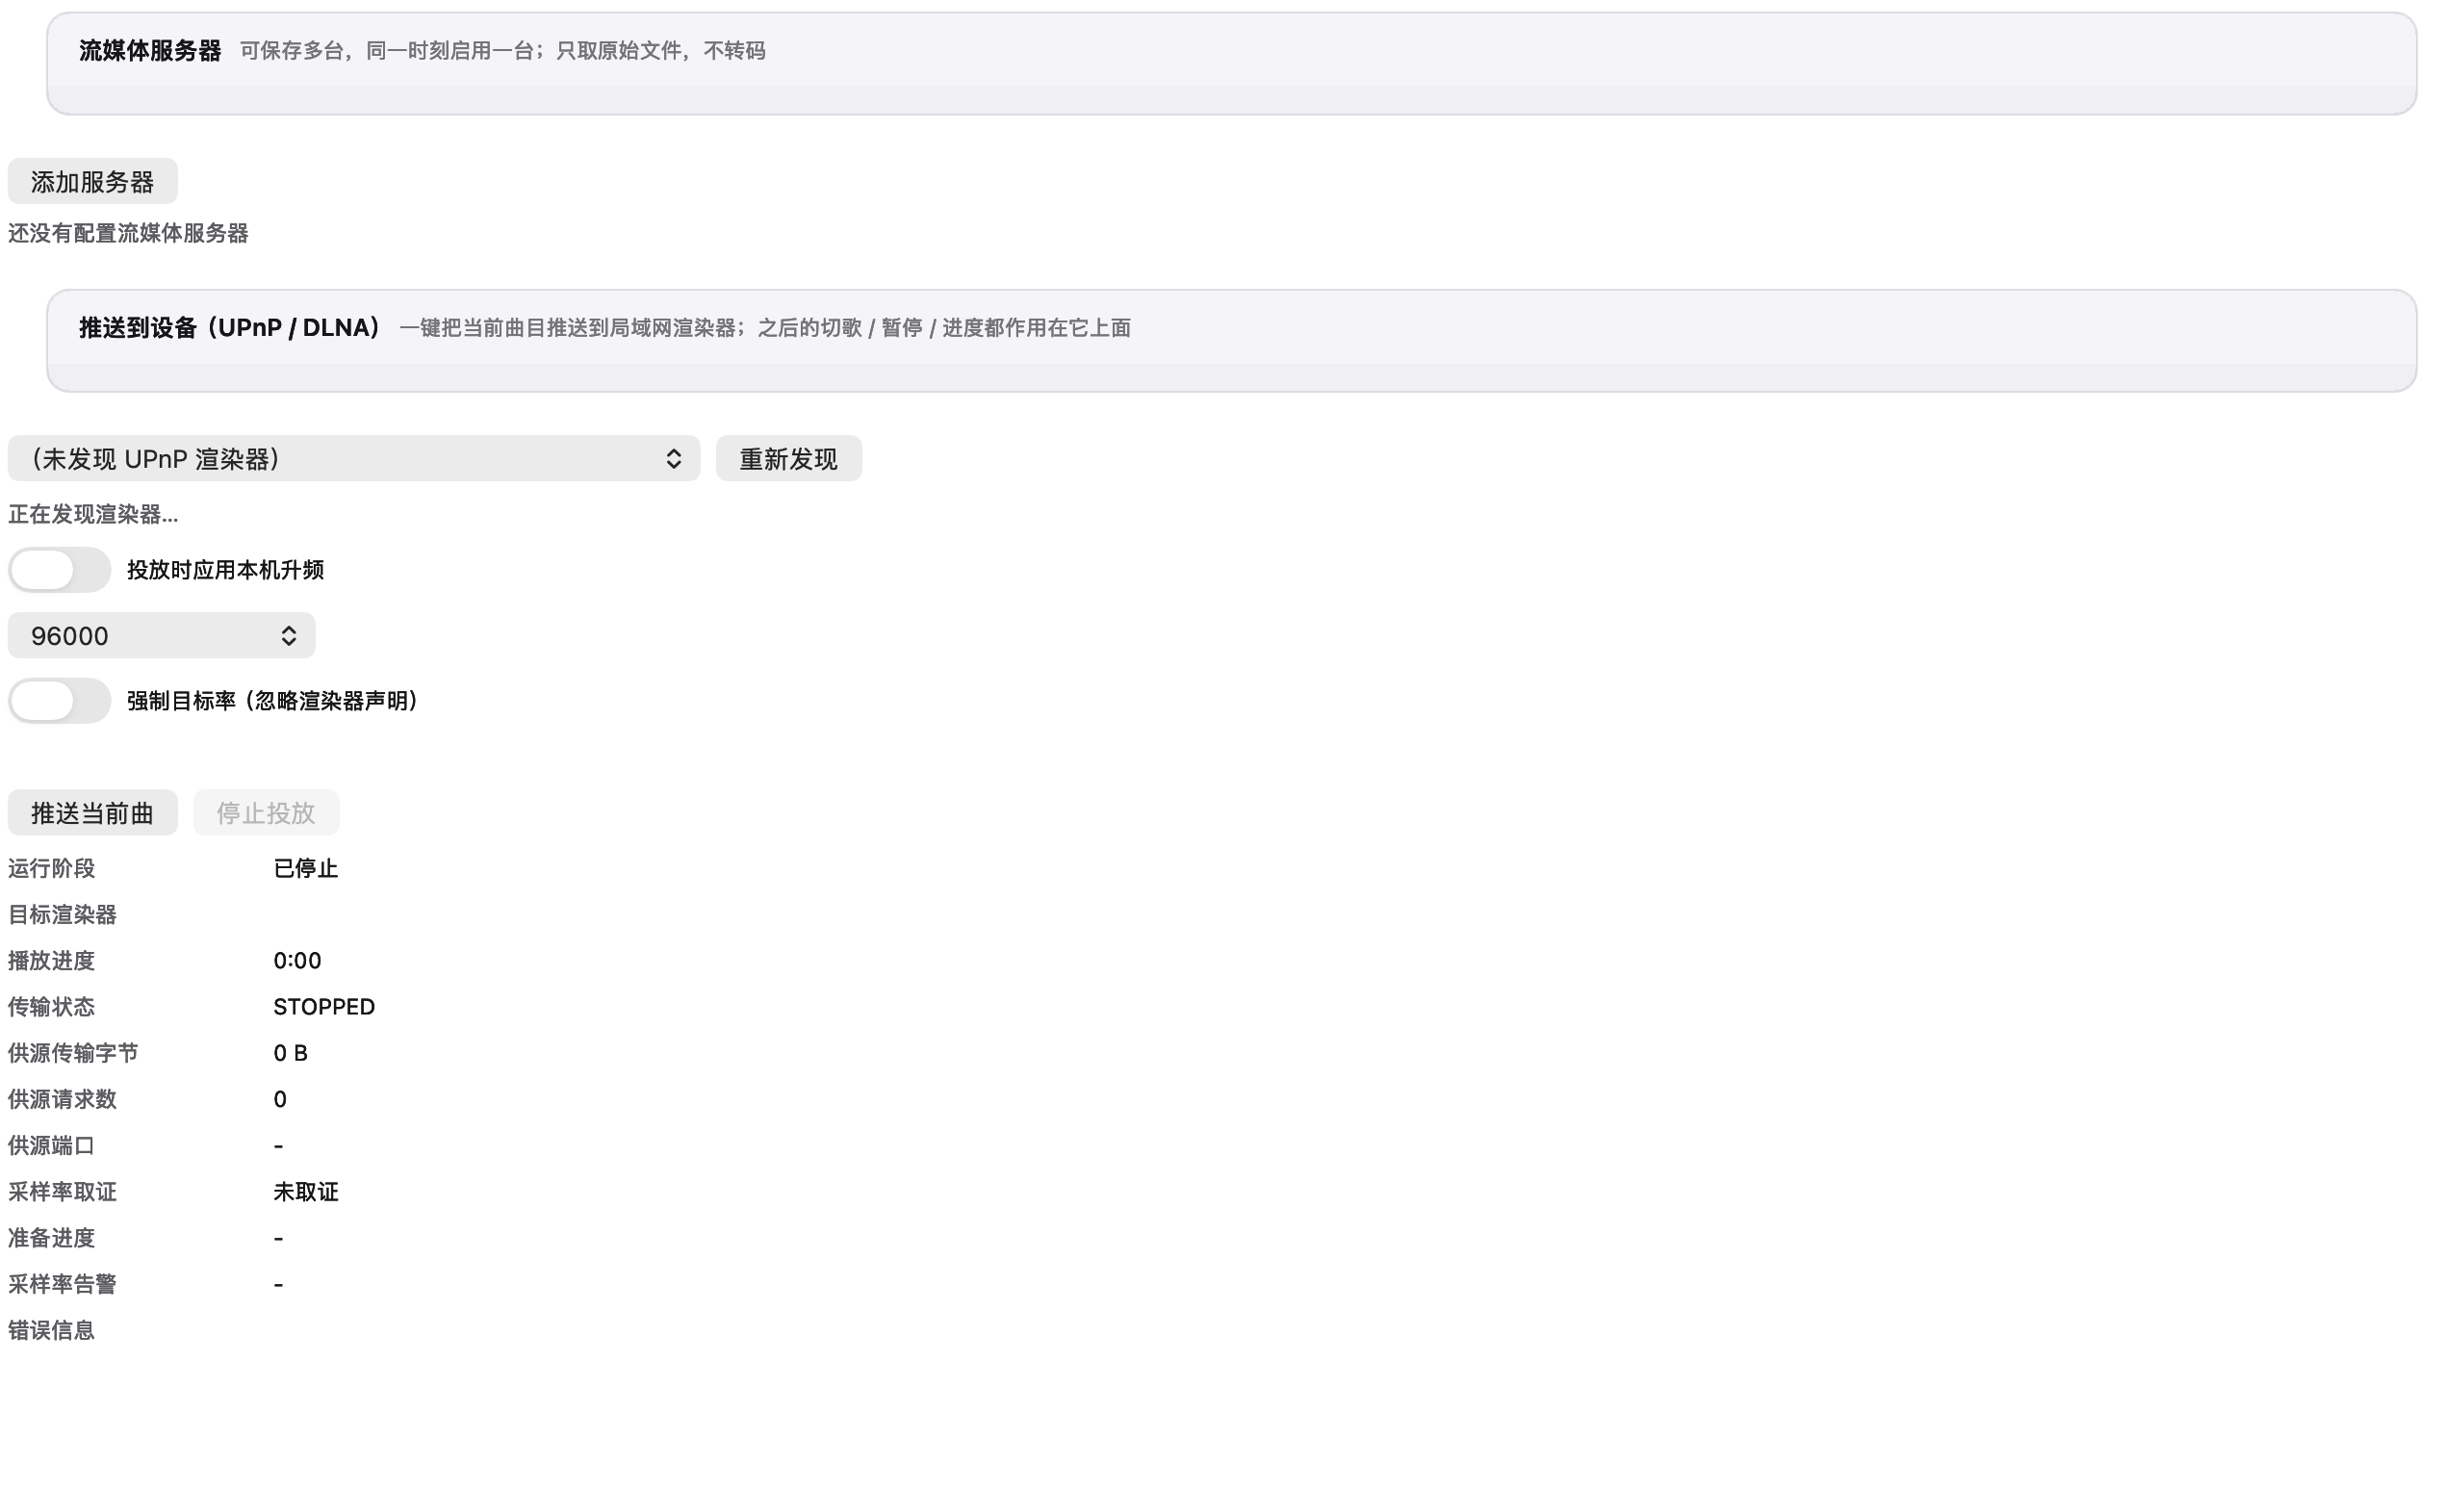 流媒体服务器 可保存多台，同一时刻启用一台；只取原始文件，不转码
添加服务器
还没有配置流媒体服务器
推送到设备（UPnP / DLNA） 一键把当前曲目推送到局域网渲染器；之后的切歌 / 暂停 / 进度都作用在它上面
（未发现 UPnP 渲染器） 重新发现
正在发现渲染器...
投放时应用本机升频
96000
强制目标率（忽略渲染器声明）
推送当前曲 停止投放
运行阶段 已停止
目标渲染器
播放进度 0:00
传输状态 STOPPED
供源传输字节 0 B
供源请求数 0
供源端口 -
采样率取证 未取证
准备进度 -
采样率告警 -
错误信息